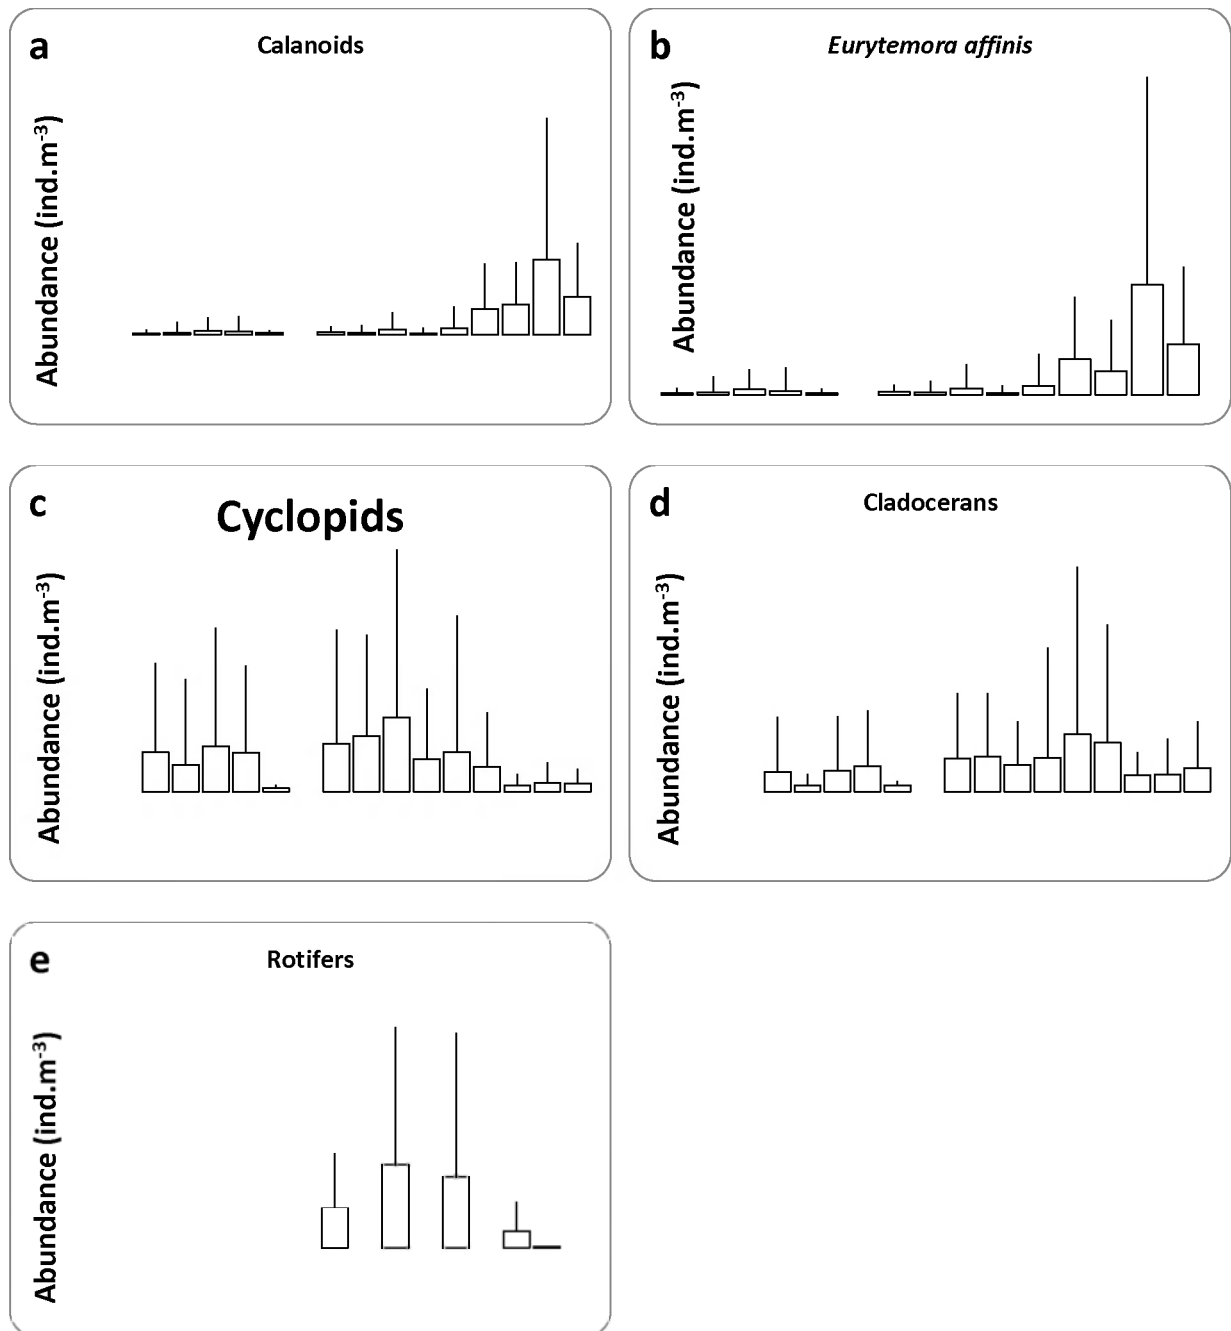 a
Calanoids
Abundance (ind.m-3)
b
Eurytemora affinis
Abundance (ind.m-3)
c
Cyclopids
Abundance (ind.m-3)
d
Cladocerans
Abundance (ind.m-3)
e
Rotifers
Abundance (ind.m-3)